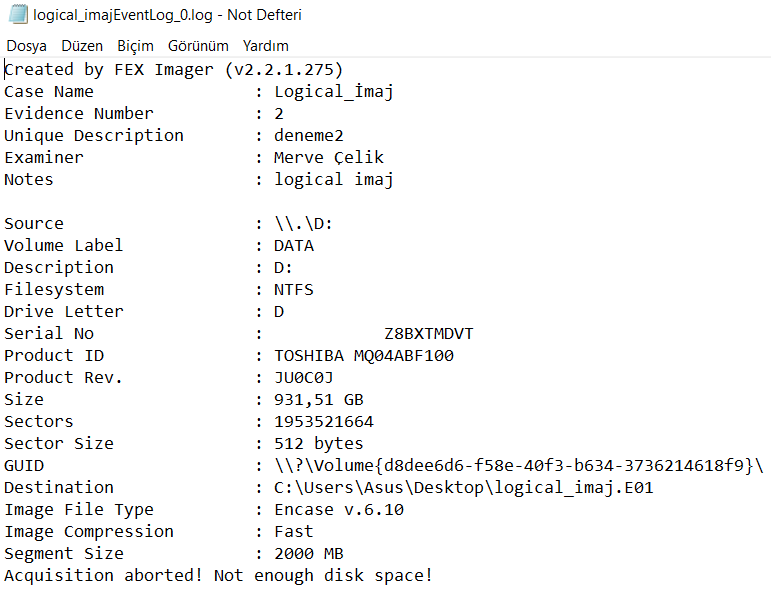 logical_imajEventLog_0.log - Not Defteri
Dosya Düzen Biçim Görünüm Yardım
Created by FEX Imager (v2.2.1.275)
Case Name : Logical_İmaj
Evidence Number : 2
Unique Description : deneme2
Examiner : Merve Çelik
Notes : logical imaj
Source : \\.\D:
Volume Label : DATA
Description : D:
Filesystem : NTFS
Drive Letter : D
Serial No : Z8BXTMDVT
Product ID : TOSHIBA MQ04ABF100
Product Rev. : JU0C0J
Size : 931,51 GB
Sectors : 1953521664
Sector Size : 512 bytes
GUID : \\?\Volume{d8dee6d6-f58e-40f3-b634-3736214618f9}\
Destination : C:\Users\Asus\Desktop\logical_imaj.E01
Image File Type : Encase v.6.10
Image Compression : Fast
Segment Size : 2000 MB
Acquisition aborted! Not enough disk space!